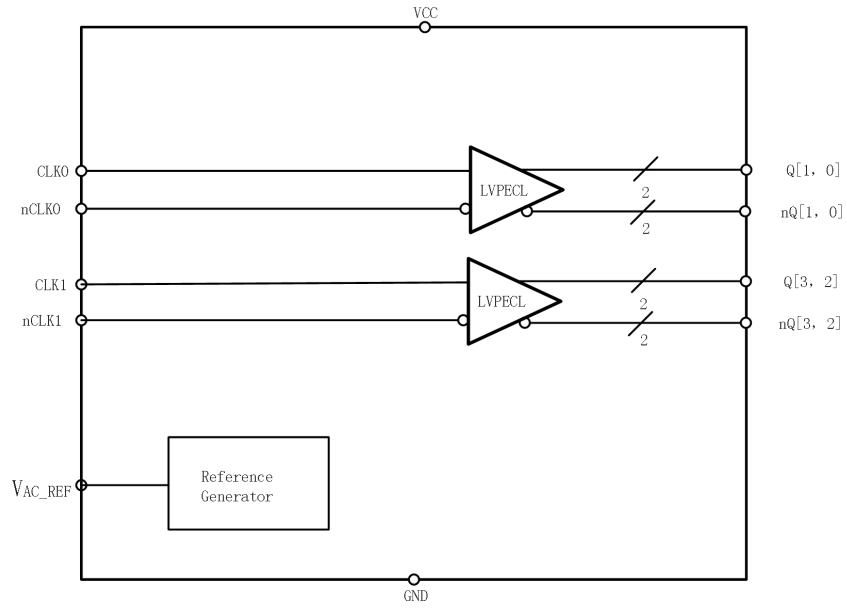 VCC
CLK0
LVPECL
2
Q[1, 0]
nCLK0
2
nQ[1, 0]
CLK1
LVPECL
2
Q[3, 2]
nCLK1
2
nQ[3, 2]
VAC_REF
Reference
Generator
GND